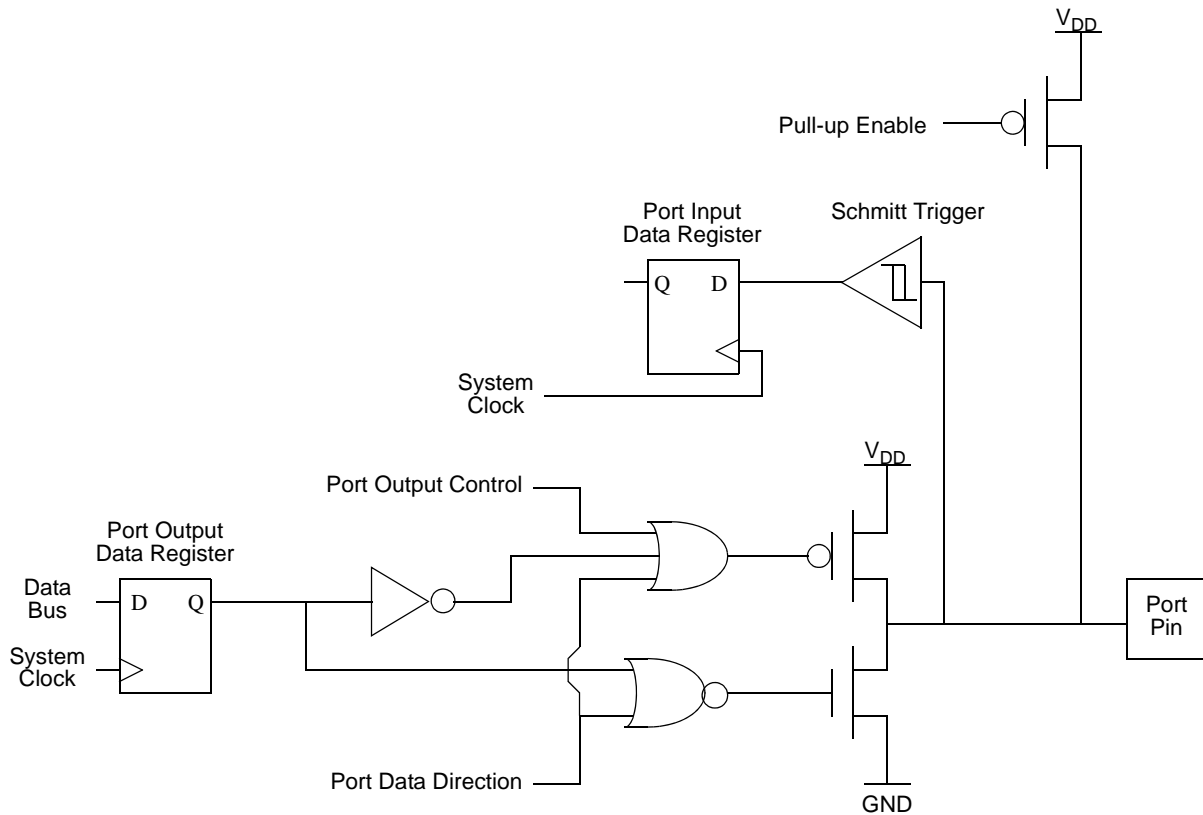 VDD
Pull-up Enable
Port Input
Data Register
Schmitt Trigger
Q D
System
Clock
VDD
Port Output Control
Port Output
Data Register
Data
Bus
D Q
System
Clock
Port
Pin
Port Data Direction
GND